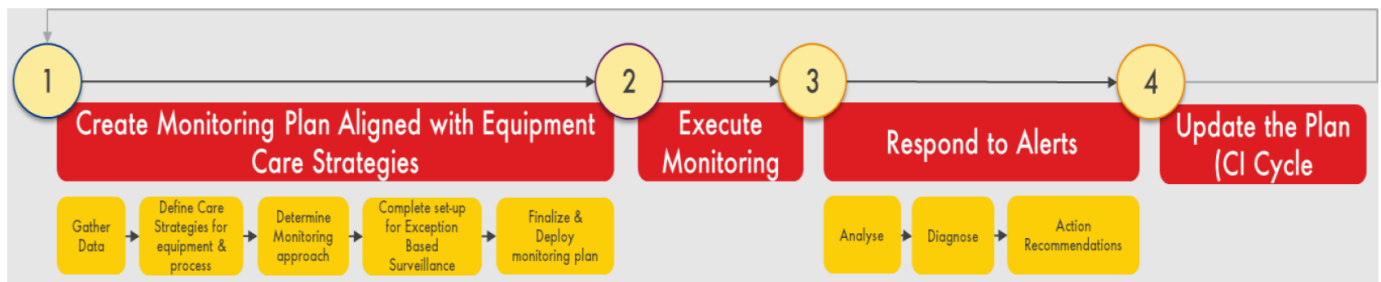 1
2
3
4
Create Monitoring Plan Aligned with Equipment
Care Strategies
Execute
Monitoring
Respond to Alerts
Update the Plan
(CI Cycle
Gather
Data
Define Care
Strategies for
equipment &
process
Determine
Monitoring
approach
Complete set-up
for Exception
Based
Surveillance
Finalize &
Deploy
monitoring plan
Analyse
Diagnose
Action
Recommendations